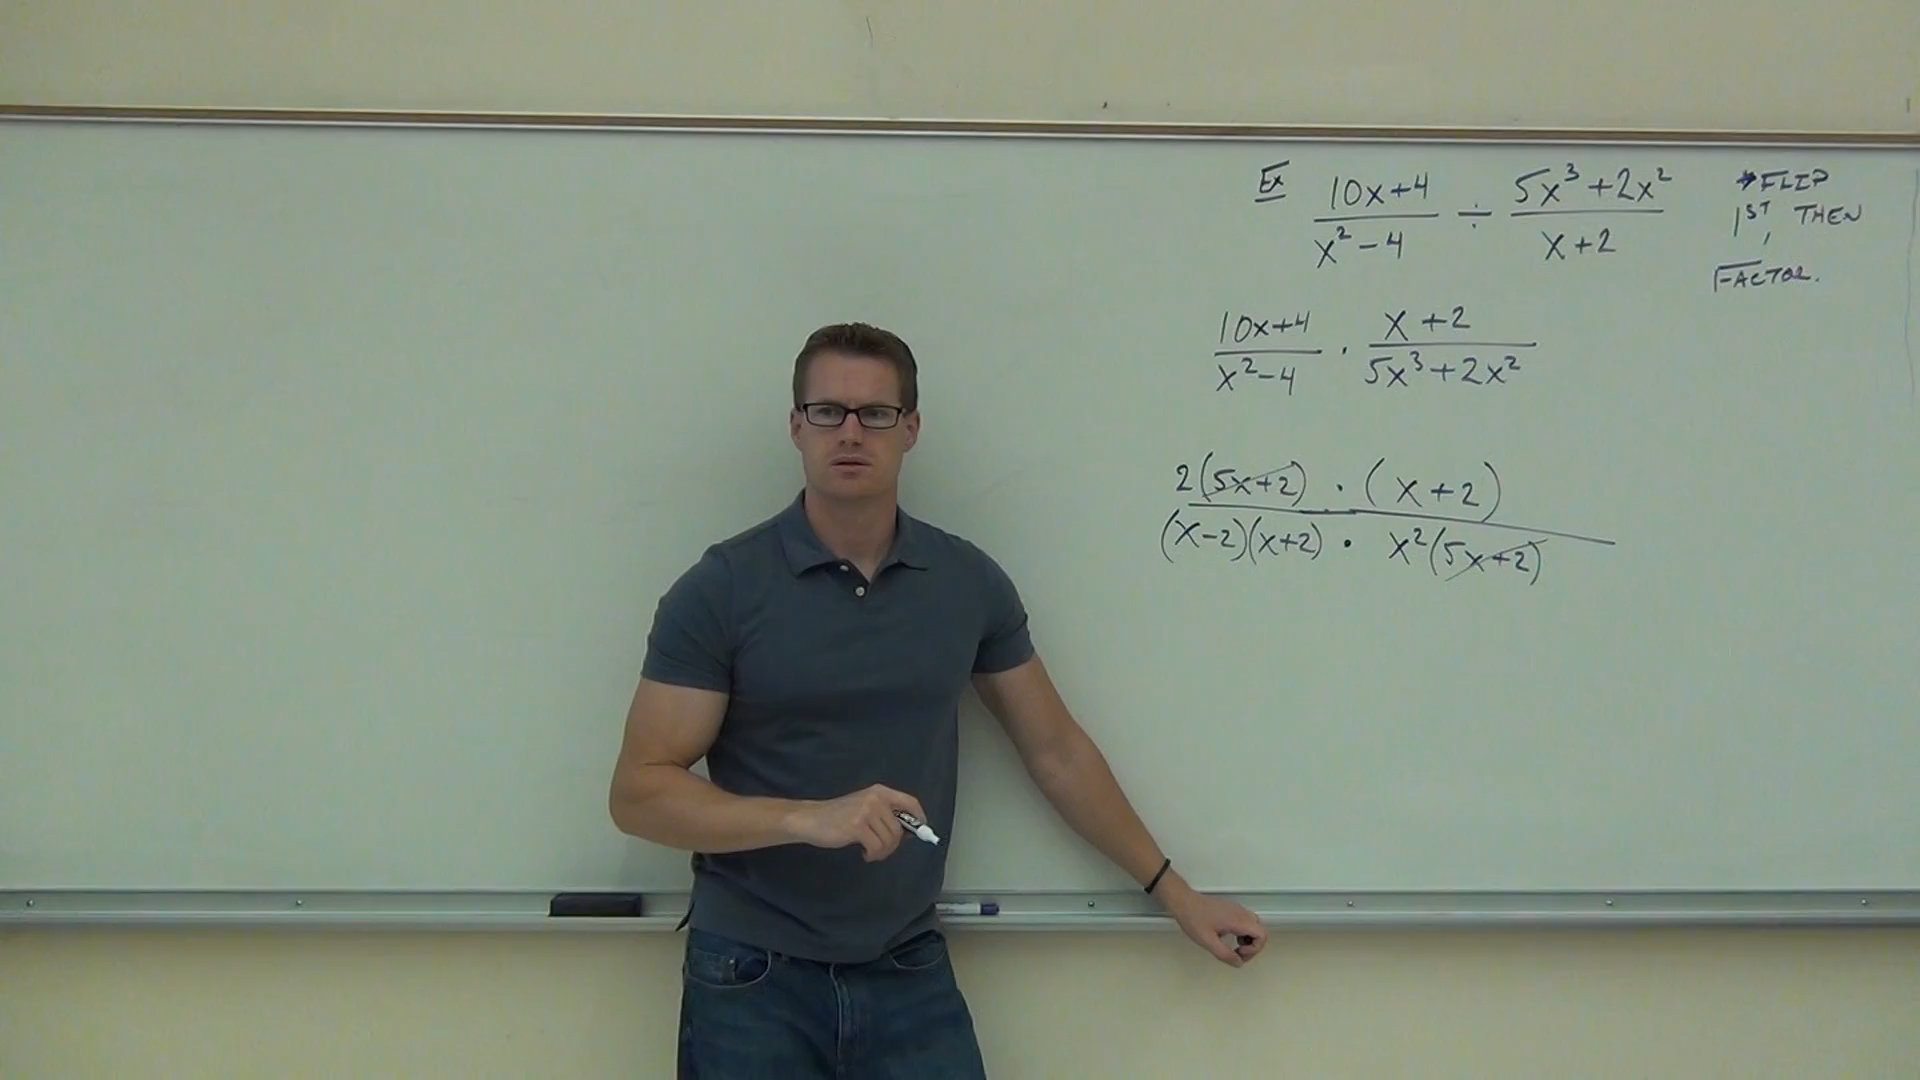 Ex 10x+4 / x²-4 ÷ 5x³+2x² / x+2
→FLIP
1ST, THEN
FACTOR.
10x+4 / x²-4 · x+2 / 5x³+2x²
2(5x+2) · (x+2)
(x-2)(x+2) · x²(5x+2)